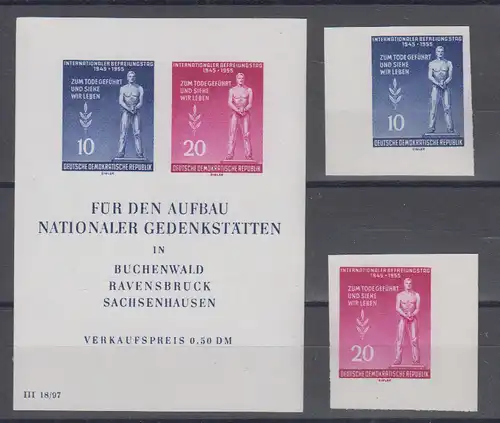 INTERNATIONALER BEFREIUNGSTAG
1945-1955
ZUM TODE GEFÜHRT
UND SIEHE
WIR LEBEN
10
DEUTSCHE DEMOKRATISCHE REPUBLIK
INTERNATIONALER BEFREIUNGSTAG
1945-1955
ZUM TODE GEFÜHRT
UND SIEHE
WIR LEBEN
20
DEUTSCHE DEMOKRATISCHE REPUBLIK
FÜR DEN AUFBAU
NATIONALER GEDENKSTÄTTEN
IN
BUCHENWALD
RAVENSBRÜCK
SACHSENHAUSEN
VERKAUFSPREIS 0.50 DM
III 18/97
INTERNATIONALER BEFREIUNGSTAG
1945-1955
ZUM TODE GEFÜHRT
UND SIEHE
WIR LEBEN
10
DEUTSCHE DEMOKRATISCHE REPUBLIK
INTERNATIONALER BEFREIUNGSTAG
1945-1955
ZUM TODE GEFÜHRT
UND SIEHE
WIR LEBEN
20
DEUTSCHE DEMOKRATISCHE REPUBLIK